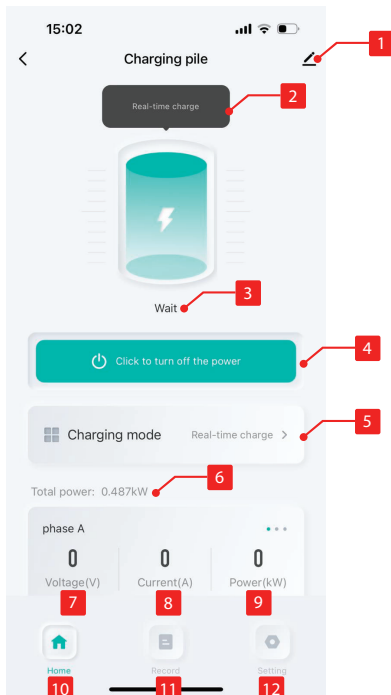 15:02
1
Charging pile
Real-time charge
2
Wait
3
Click to turn off the power
4
Charging mode
Real-time charge
5
6
Total power: 0.487kW
phase A
0 0 0
Voltage(V) Current(A) Power(kW)
7 8 9
Home Record Setting
10 11 12